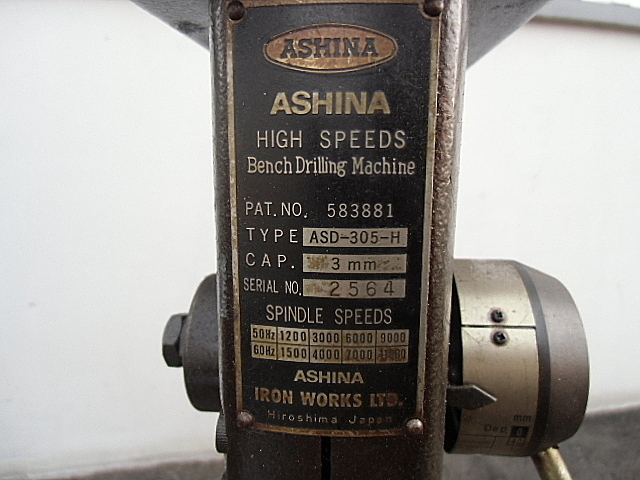 ASHINA
ASHINA
HIGH SPEEDS
Bench Drilling Machine
PAT. NO. 583881
TYPE ASD-305-H
CAP. 3 mm
SERIAL NO. 2564
SPINDLE SPEEDS
50Hz 1200 3000 6000 9000
60Hz 1500 4000 7000
ASHINA
IRON WORKS LTD.
Hiroshima Japan
mm
Dep